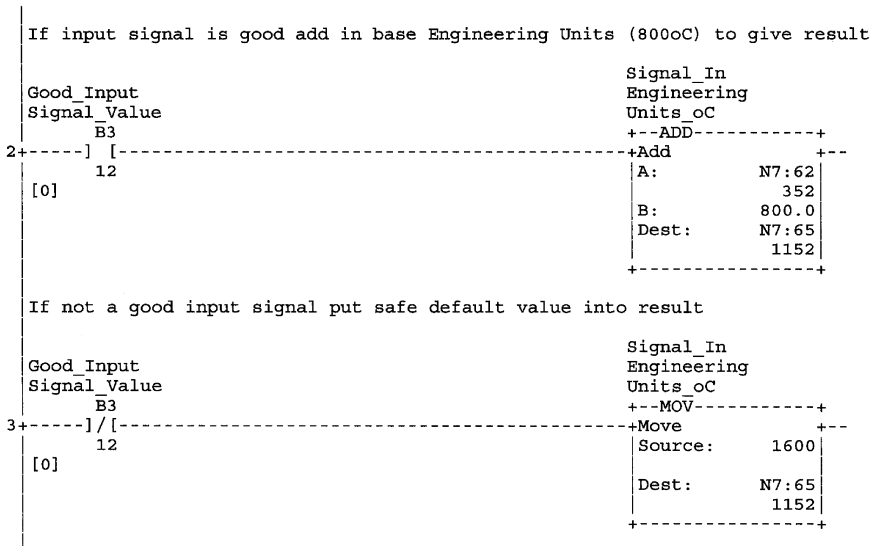 If input signal is good add in base Engineering Units (800oC) to give result
Signal_In
Good_Input Engineering
Signal_Value Units_oC
B3 +--ADD-----------+
2+-----] [-----------------------------------------------+Add +--
12 |A: N7:62|
[0] | 352|
|B: 800.0|
|Dest: N7:65|
| 1152|
+----------------+
If not a good input signal put safe default value into result
Signal_In
Good_Input Engineering
Signal_Value Units_oC
B3 +--MOV-----------+
3+-----]/[-----------------------------------------------+Move +--
12 |Source: 1600|
[0] | |
|Dest: N7:65|
| 1152|
+----------------+